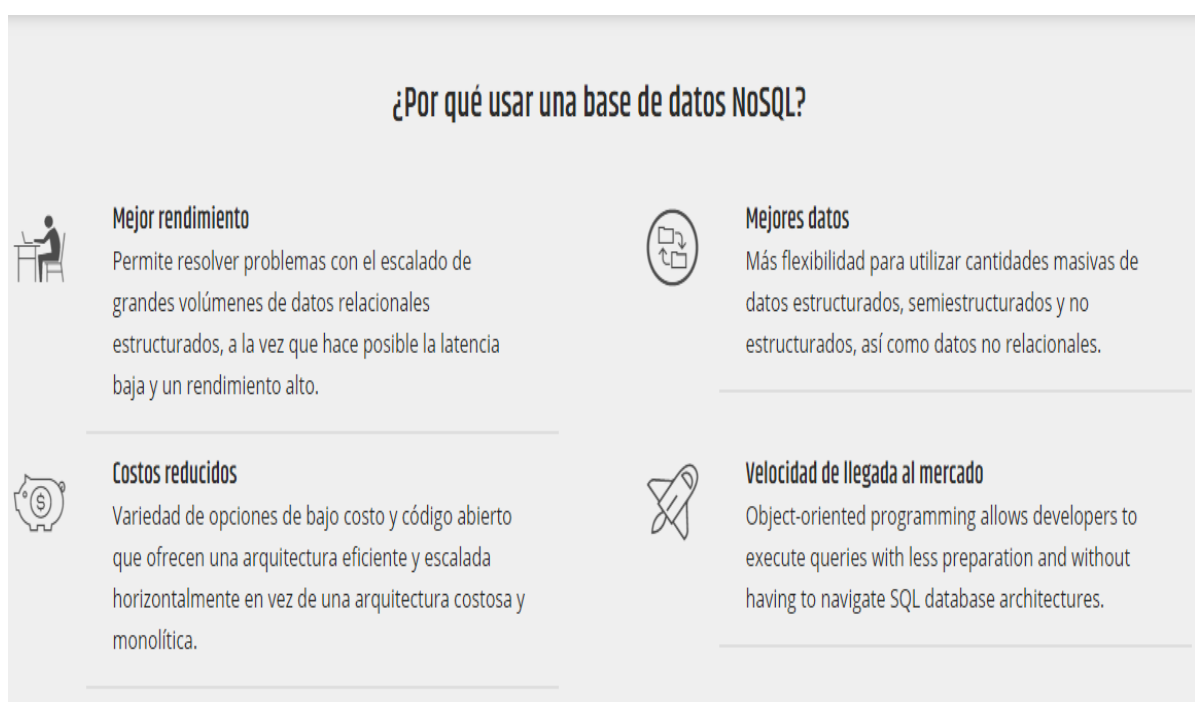 ¿Por qué usar una base de datos NoSQL?
Mejor rendimiento
Permite resolver problemas con el escalado de
grandes volúmenes de datos relacionales
estructurados, a la vez que hace posible la latencia
baja y un rendimiento alto.
Mejores datos
Más flexibilidad para utilizar cantidades masivas de
datos estructurados, semiestructurados y no
estructurados, así como datos no relacionales.
$
Costos reducidos
Variedad de opciones de bajo costo y código abierto
que ofrecen una arquitectura eficiente y escalada
horizontalmente en vez de una arquitectura costosa y
monolítica.
Velocidad de llegada al mercado
Object-oriented programming allows developers to
execute queries with less preparation and without
having to navigate SQL database architectures.